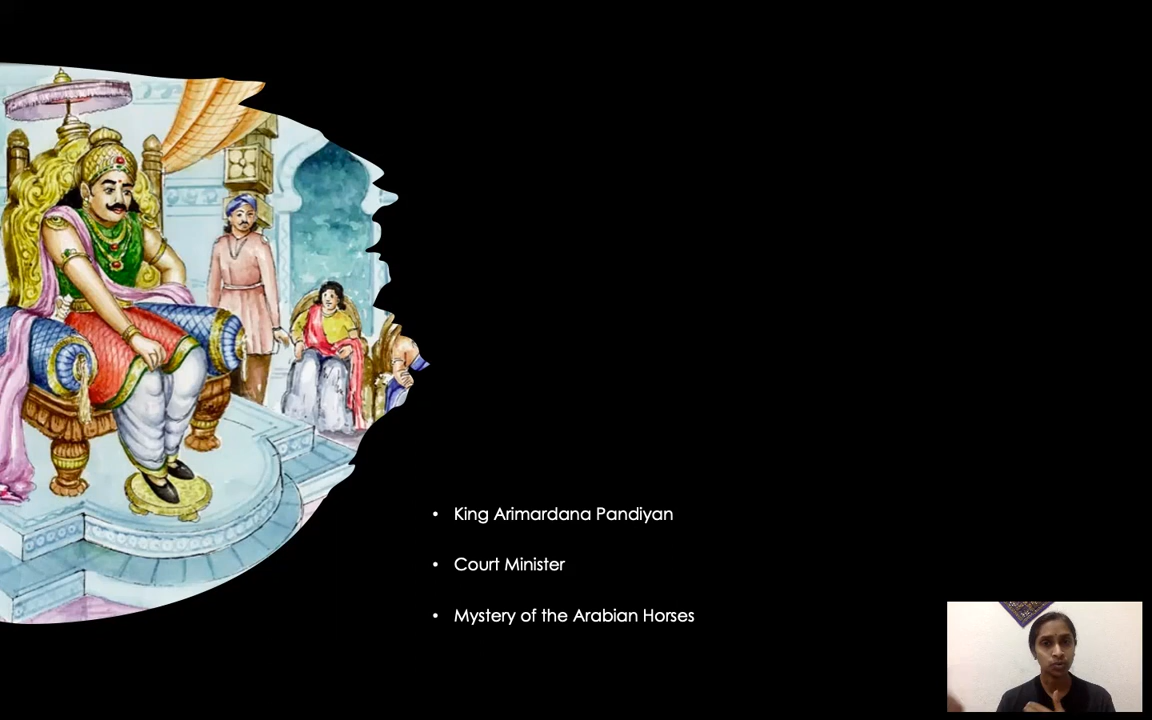 • King Arimardana Pandiyan
• Court Minister
• Mystery of the Arabian Horses